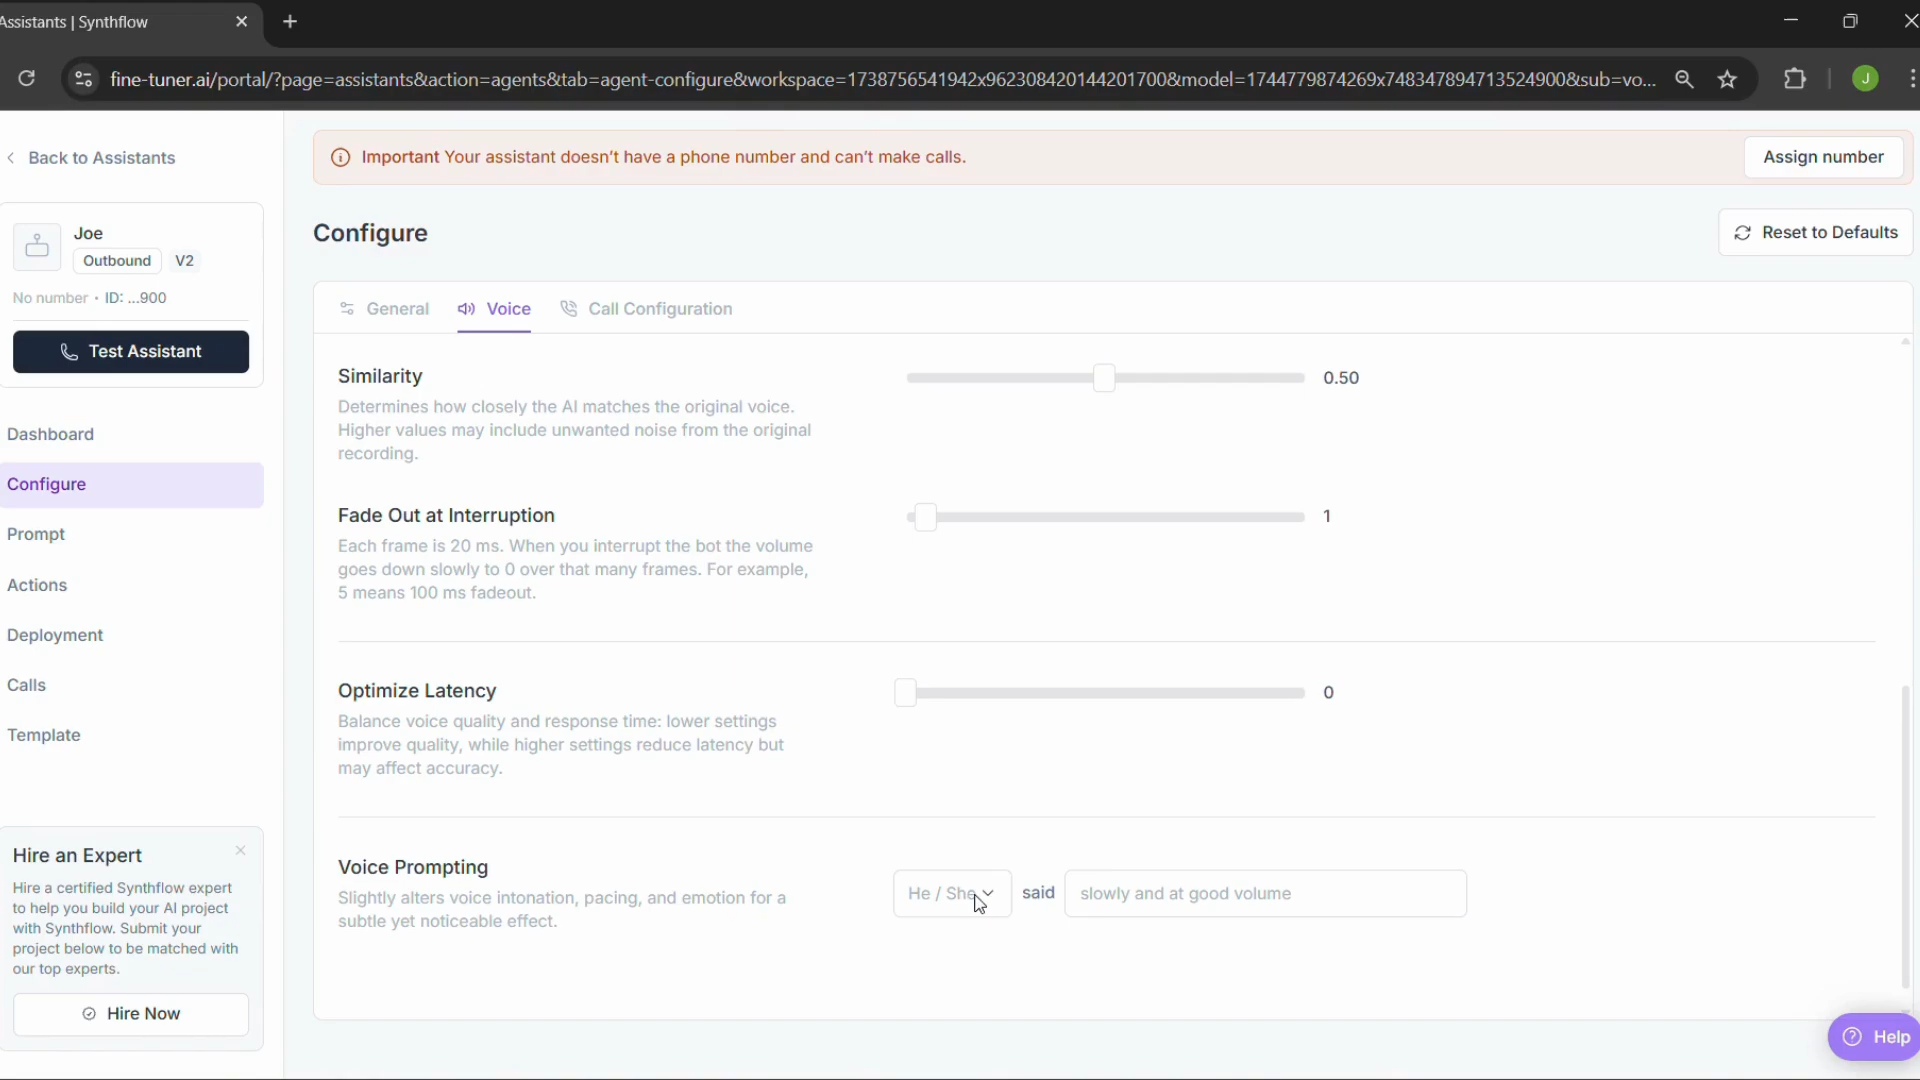 Assistants | Synthflow
fine-tuner.ai/portal/?page=assistants&action=agents&tab=agent-configure&workspace=1738756541942x962308420144201700&model=1744779874269x748347894713524900&sub=vo...
J
Back to Assistants
Important Your assistant doesn't have a phone number and can't make calls.
Assign number
Joe
Outbound V2
No number • ID: ...900
Test Assistant
Dashboard
Configure
Prompt
Actions
Deployment
Calls
Template
Hire an Expert
Hire a certified Synthflow expert
to help you build your AI project
with Synthflow. Submit your
project below to be matched with
our top experts.
Hire Now
Configure
Reset to Defaults
General Voice Call Configuration
Similarity
0.50
Determines how closely the AI matches the original voice.
Higher values may include unwanted noise from the original
recording.
Fade Out at Interruption
1
Each frame is 20 ms. When you interrupt the bot the volume
goes down slowly to 0 over that many frames. For example,
5 means 100 ms fadeout.
Optimize Latency
0
Balance voice quality and response time: lower settings
improve quality, while higher settings reduce latency but
may affect accuracy.
Voice Prompting
Slightly alters voice intonation, pacing, and emotion for a
subtle yet noticeable effect.
He / She said slowly and at good volume
Help